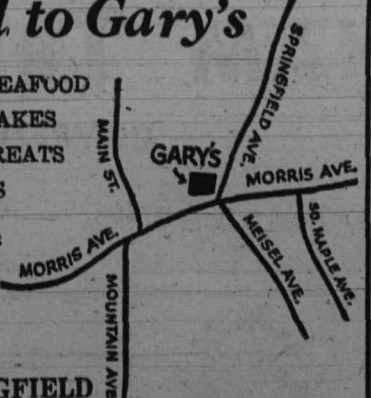 to Gary's
EAFOOD
AKES
REATS
S
SPRINGFIELD AVE.
MAIN ST.
GARY'S
MORRIS AVE.
MORRIS AVE.
MEISEL AVE.
SO. MAPLE AVE.
MOUNTAIN AVE
GFIELD